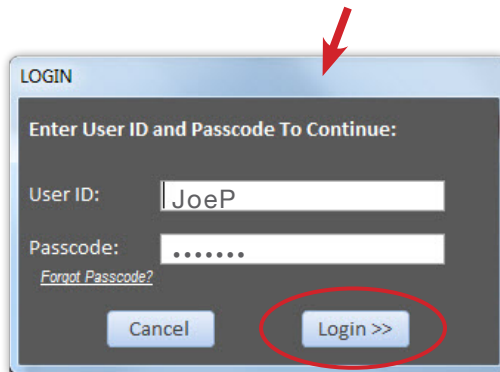 LOGIN
Enter User ID and Passcode To Continue:
User ID: JoeP
Passcode: •••••••
Forgot Passcode?
Cancel Login >>